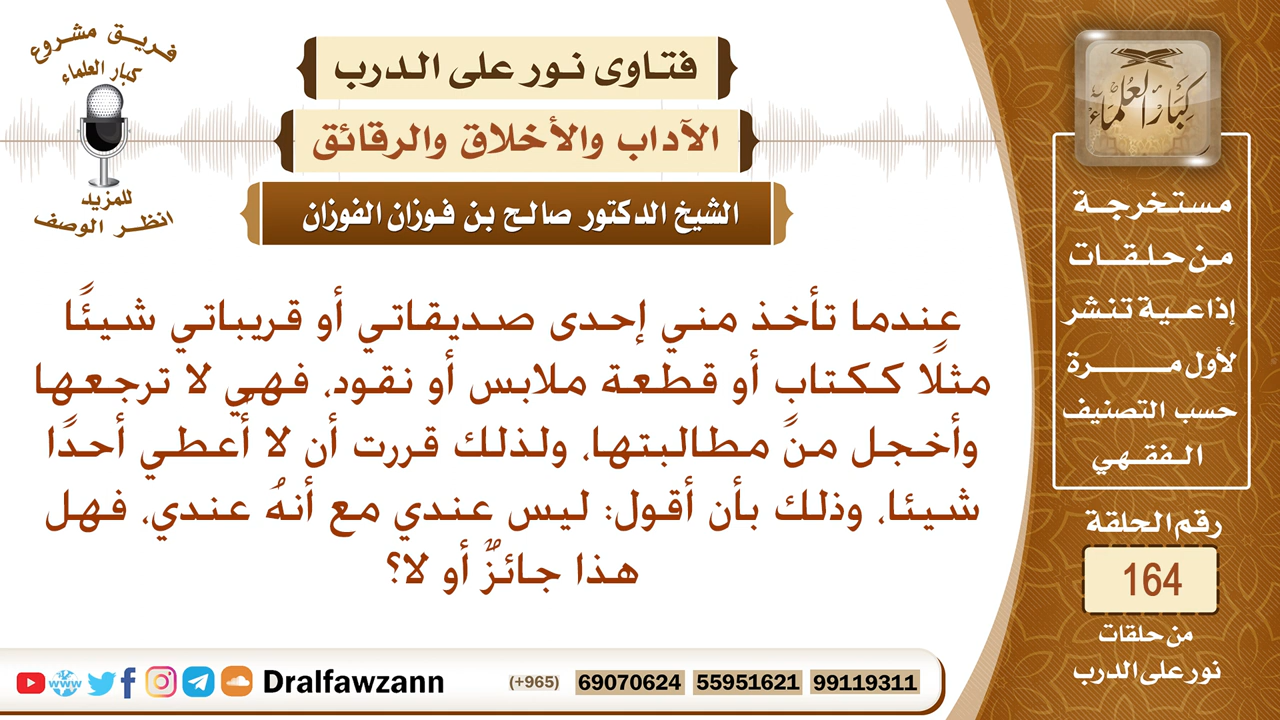 فريق مشروع
كبار العلماء
للمزيد
انظر الوصف
فتاوى نور على الدرب
الآداب والأخلاق والرقائق
الشيخ الدكتور صالح بن فوزان الفوزان
عندما تأخذ مني إحدى صديقاتي أو قريباتي شيئًا
مثلًا ككتاب أو قطعة ملابس أو نقود، فهي لا ترجعها
وأخجل من مطالبتها، ولذلك قررت أن لا أعطي أحدًا
شيئا، وذلك بأن أقول: ليس عندي مع أنهُ عندي، فهل
هذا جائزٌ أو لا؟
كبار العلماء
مستخرجة
من حلقات
إذاعية تنشر
لأول مرة
حسب التصنيف
الفقهي
رقم الحلقة
164
من حلقات
نور على الدرب
www Dralfawzann (+965) 69070624 55951621 99119311